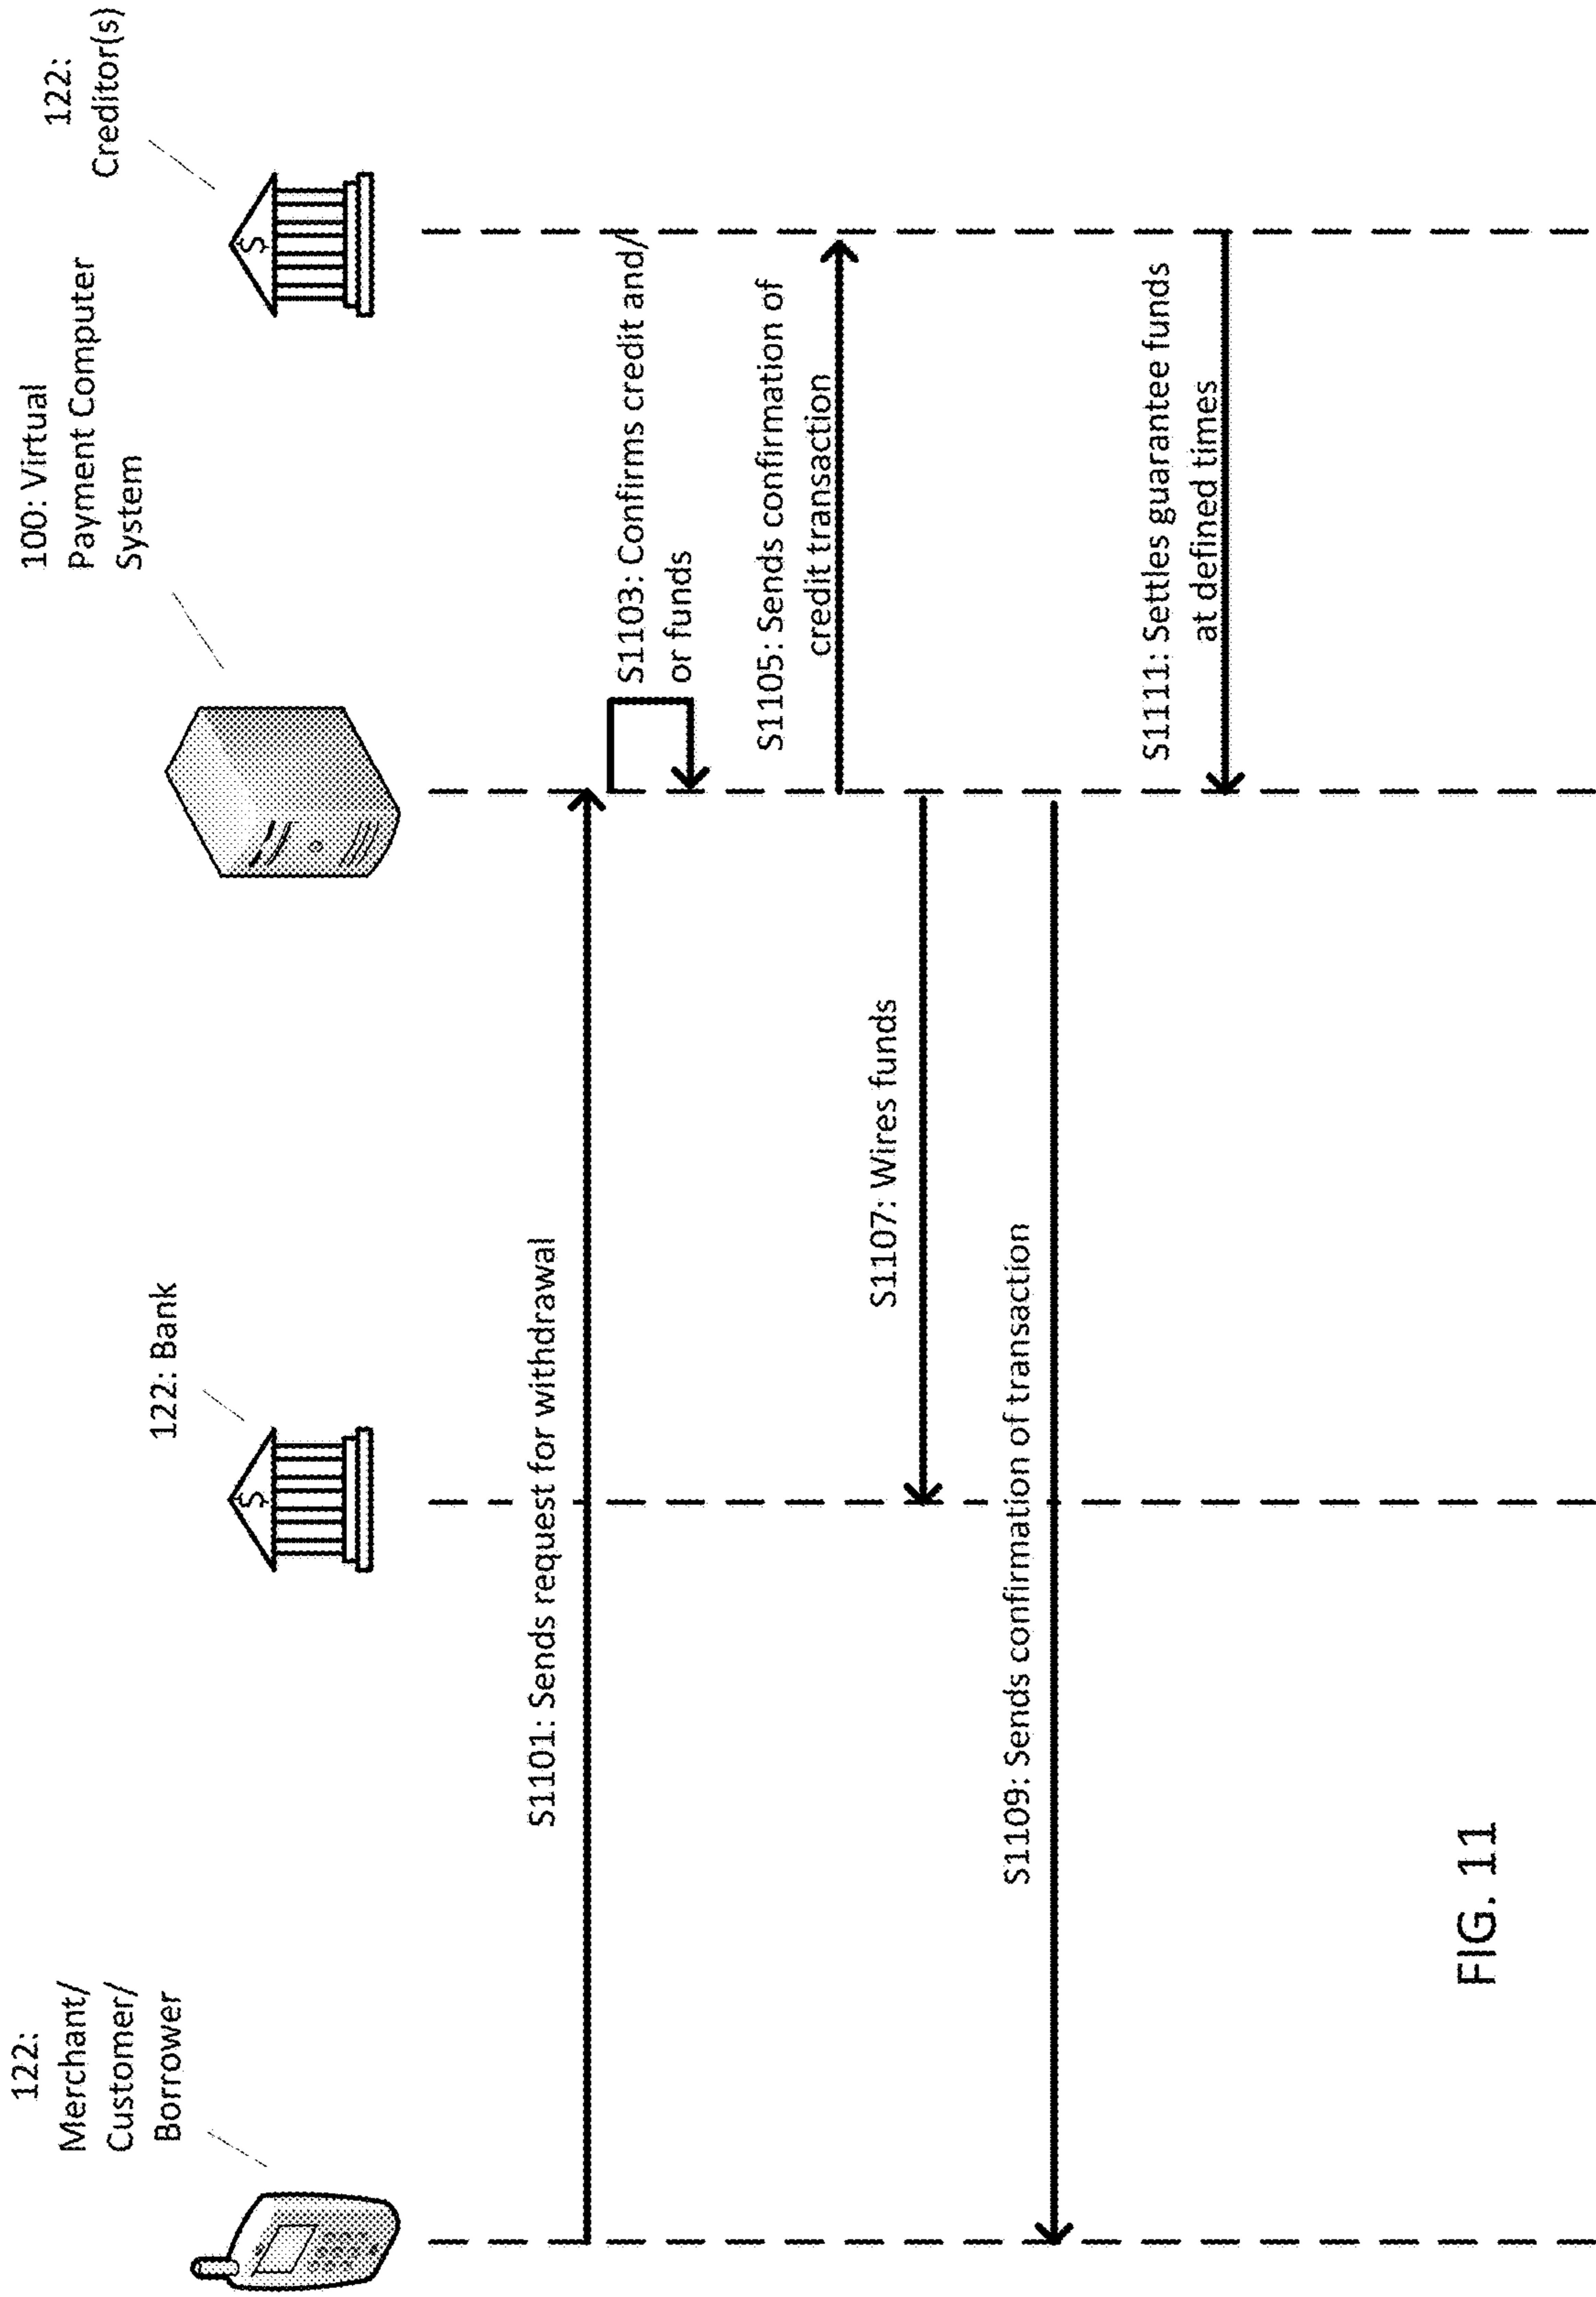 122:
Merchant/
Customer/
Borrower
122: Bank
100: Virtual
Payment Computer
System
122:
Creditor(s)
$
$
S1101: Sends request for withdrawal
S1103: Confirms credit and/
or funds
S1105: Sends confirmation of
credit transaction
S1107: Wires funds
S1109: Sends confirmation of transaction
S1111: Settles guarantee funds
at defined times
FIG. 11